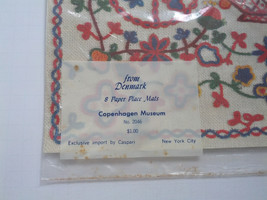 from
Denmark
8 Paper Place Mats
Copenhagen Museum
$1.00
Exclusive import by Caspari New York City